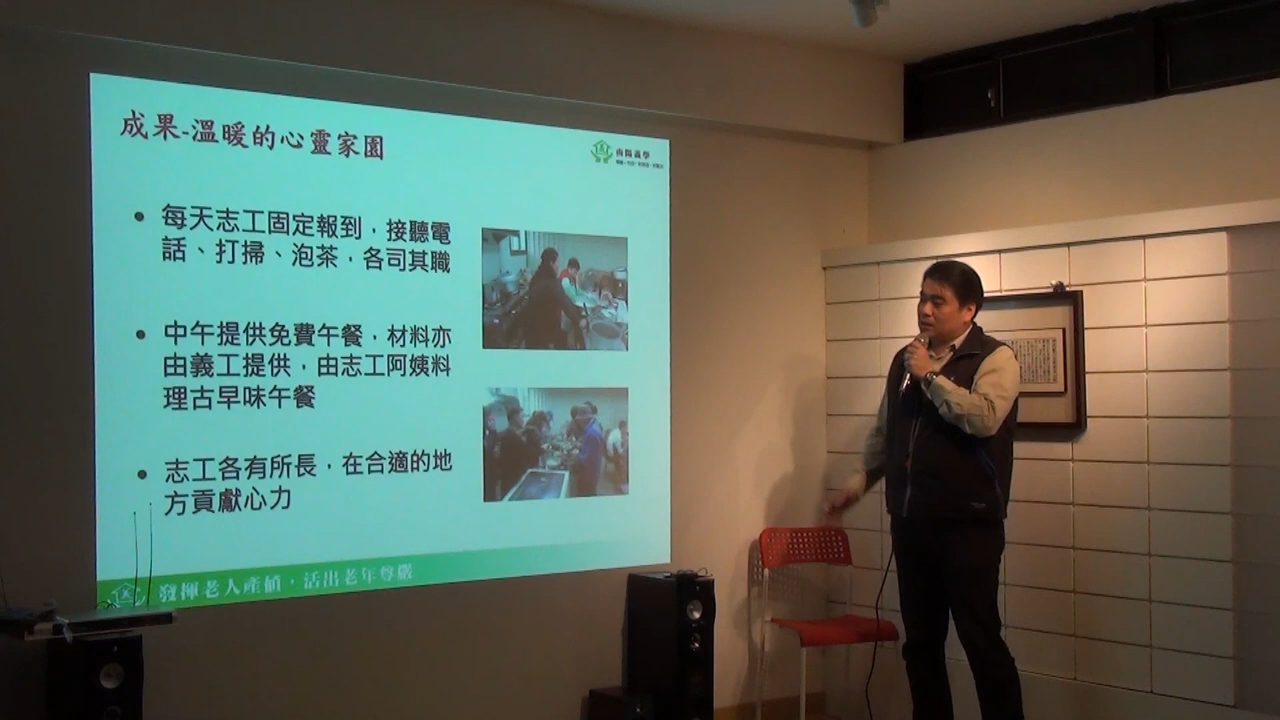 成果-溫暖的心靈家園
南陽義學
每天志工固定報到，接聽電
話、打掃、泡茶，各司其職
中午提供免費午餐，材料亦
由義工提供，由志工阿姨料
理古早味午餐
志工各有所長，在合適的地
方貢獻心力
發揮老人產值，活出老年尊嚴